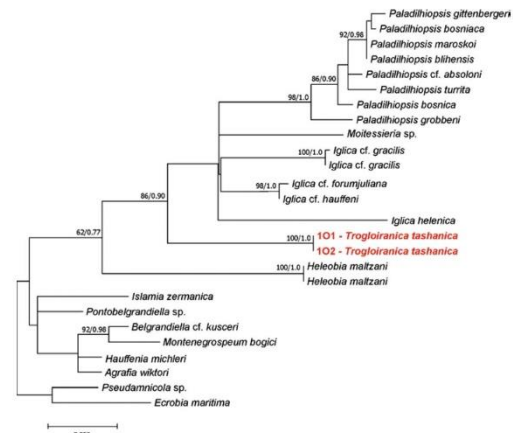 Paladilhiopsis gittenbergeri
Paladilhiopsis bosniaca
92/0.98
Paladilhiopsis maroskoi
Paladilhiopsis blihensis
86/0.90
Paladilhiopsis cf. absoloni
Paladilhiopsis turrita
98/1.0
Paladilhiopsis bosnica
Paladilhiopsis grobbeni
Moitessieria sp.
100/1.0
Iglica cf. gracilis
Iglica cf. gracilis
86/0.90
98/1.0
Iglica cf. forumjuliana
Iglica cf. hauffeni
Iglica helenica
62/0.77
100/1.0
1O1 - Trogloiranica tashanica
1O2 - Trogloiranica tashanica
100/1.0
Heleobia maltzani
Heleobia maltzani
Islamia zermanica
Pontobelgrandiella sp.
92/0.98
Belgrandiella cf. kusceri
Montenegrospeum bogici
Hauffenia michleri
Agrafia wiktori
Pseudamnicola sp.
Ecrobia maritima